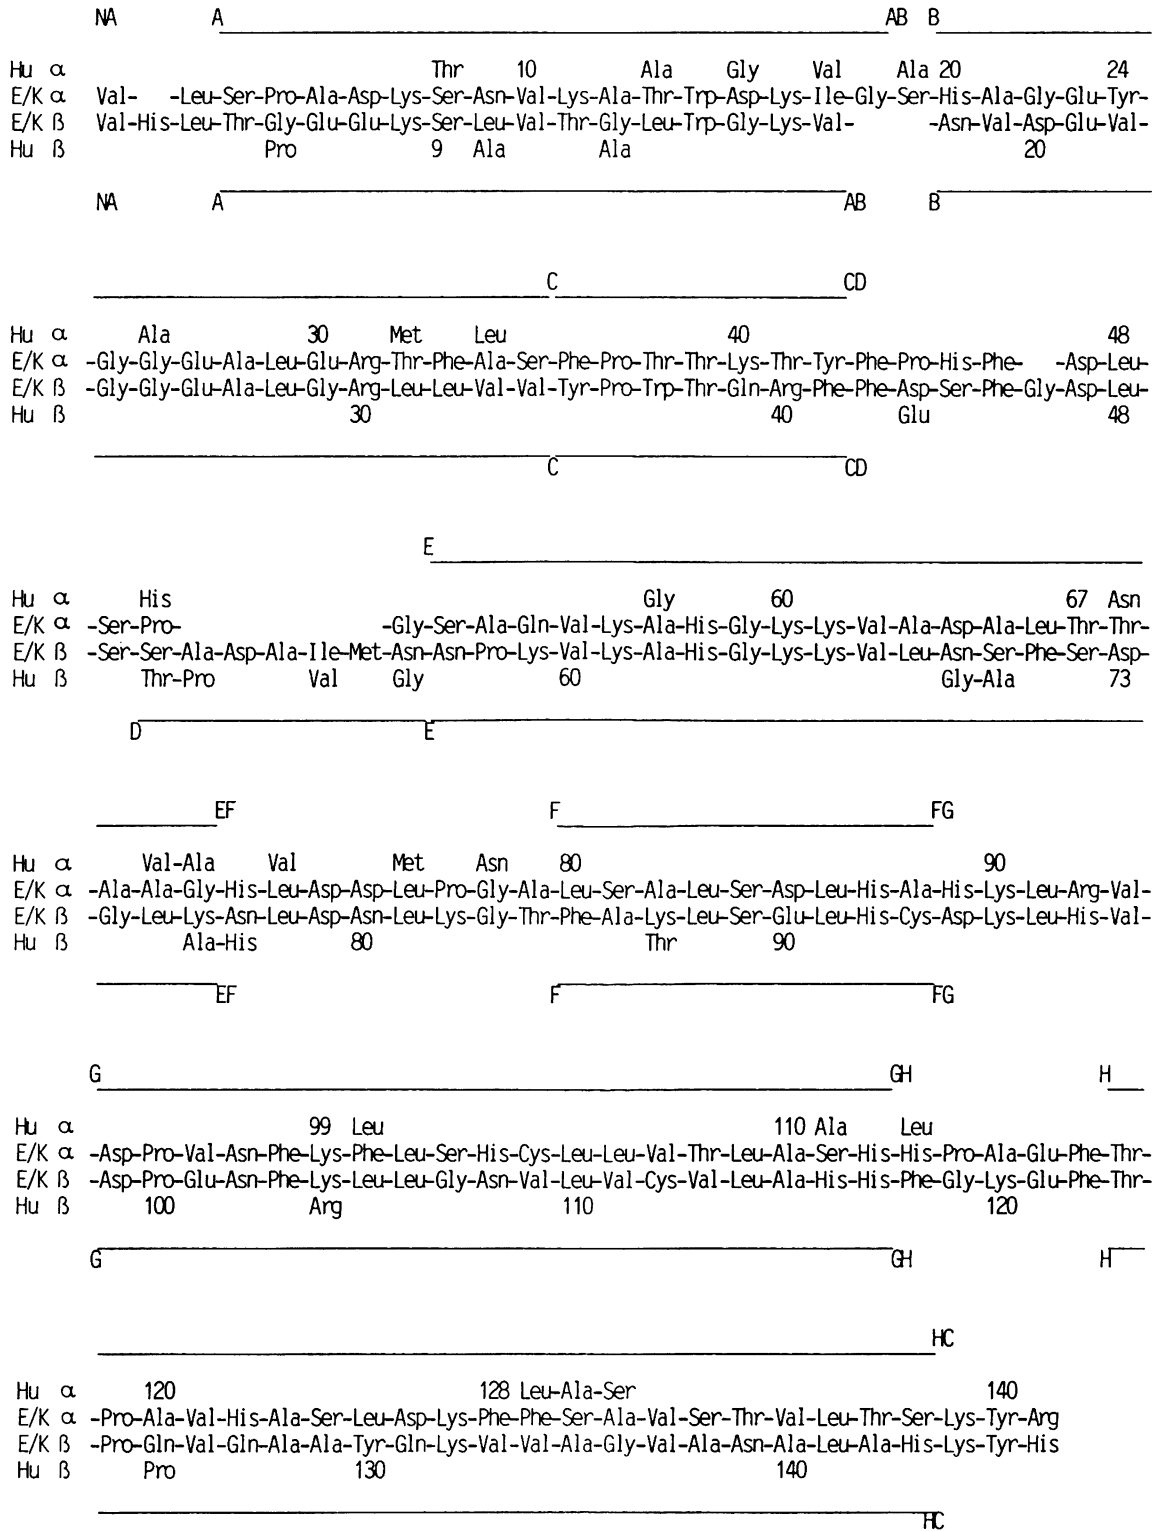 NA A AB B
Hu α Thr 10 Ala Gly Val Ala 20 24
E/K α Val- -Leu-Ser-Pro-Ala-Asp-Lys-Ser-Asn-Val-Lys-Ala-Thr-Trp-Asp-Lys-Ile-Gly-Ser-His-Ala-Gly-Glu-Tyr-
E/K ß Val-His-Leu-Thr-Gly-Glu-Glu-Lys-Ser-Leu-Val-Thr-Gly-Leu-Trp-Gly-Lys-Val- -Asn-Val-Asp-Glu-Val-
Hu ß Pro 9 Ala Ala 20
NA A AB B
C CD
Hu α Ala 30 Met Leu 40 48
E/K α -Gly-Gly-Glu-Ala-Leu-Glu-Arg-Thr-Phe-Ala-Ser-Phe-Pro-Thr-Thr-Lys-Thr-Tyr-Phe-Pro-His-Phe- -Asp-Leu-
E/K ß -Gly-Gly-Glu-Ala-Leu-Gly-Arg-Leu-Leu-Val-Val-Tyr-Pro-Trp-Thr-Gln-Arg-Phe-Phe-Asp-Ser-Phe-Gly-Asp-Leu-
Hu ß 30 40 Glu 48
C CD
E
Hu α His Gly 60 67 Asn
E/K α -Ser-Pro- -Gly-Ser-Ala-Gln-Val-Lys-Ala-His-Gly-Lys-Lys-Val-Ala-Asp-Ala-Leu-Thr-Thr-
E/K ß -Ser-Ser-Ala-Asp-Ala-Ile-Met-Asn-Asn-Pro-Lys-Val-Lys-Ala-His-Gly-Lys-Lys-Val-Leu-Asn-Ser-Phe-Ser-Asp-
Hu ß Thr-Pro Val Gly 60 Gly-Ala 73
D E
EF F FG
Hu α Val-Ala Val Met Asn 80 90
E/K α -Ala-Ala-Gly-His-Leu-Asp-Asp-Leu-Pro-Gly-Ala-Leu-Ser-Ala-Leu-Ser-Asp-Leu-His-Ala-His-Lys-Leu-Arg-Val-
E/K ß -Gly-Leu-Lys-Asn-Leu-Asp-Asn-Leu-Lys-Gly-Thr-Phe-Ala-Lys-Leu-Ser-Glu-Leu-His-Cys-Asp-Lys-Leu-His-Val-
Hu ß Ala-His 80 Thr 90
EF F FG
G GH H
Hu α 99 Leu 110 Ala Leu
E/K α -Asp-Pro-Val-Asn-Phe-Lys-Phe-Leu-Ser-His-Cys-Leu-Leu-Val-Thr-Leu-Ala-Ser-His-His-Pro-Ala-Glu-Phe-Thr-
E/K ß -Asp-Pro-Glu-Asn-Phe-Lys-Leu-Leu-Gly-Asn-Val-Leu-Val-Cys-Val-Leu-Ala-His-His-Phe-Gly-Lys-Glu-Phe-Thr-
Hu ß 100 Arg 110 120
G GH H
HC
Hu α 120 128 Leu-Ala-Ser 140
E/K α -Pro-Ala-Val-His-Ala-Ser-Leu-Asp-Lys-Phe-Phe-Ser-Ala-Val-Ser-Thr-Val-Leu-Thr-Ser-Lys-Tyr-Arg
E/K ß -Pro-Gln-Val-Gln-Ala-Ala-Tyr-Gln-Lys-Val-Val-Ala-Gly-Val-Ala-Asn-Ala-Leu-Ala-His-Lys-Tyr-His
Hu ß Pro 130 140
HC